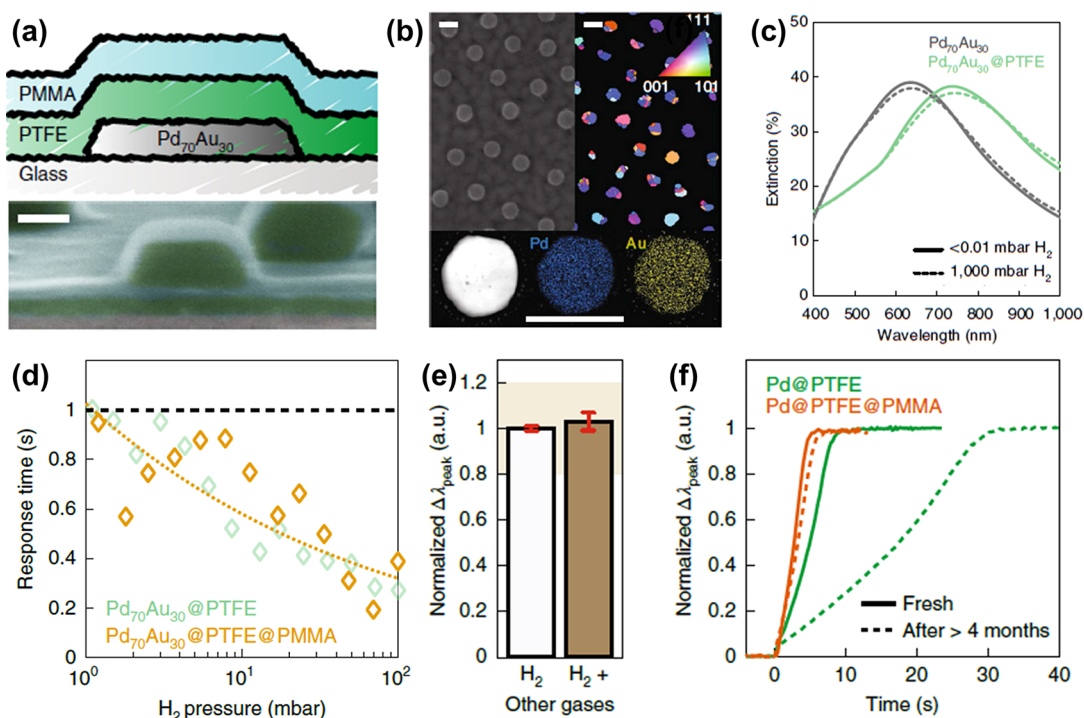 (a)
PMMA
PTFE
Pd70Au30
Glass
(b)
(f)
111
001 101
Pd
Au
(c)
Pd70Au30
Pd70Au30@PTFE
Extinction (%)
50
40
30
20
10
0
<0.01 mbar H2
1,000 mbar H2
400 500 600 700 800 900 1,000
Wavelength (nm)
(d)
Response time (s)
1
0.8
0.6
0.4
0.2
0
Pd70Au30@PTFE
Pd70Au30@PTFE@PMMA
10^0 10^1 10^2
H2 pressure (mbar)
(e)
Normalized Δλpeak (a.u.)
1.2
1
0.8
0.6
0.4
0.2
0
H2 H2 +
Other gases
(f)
Pd@PTFE
Pd@PTFE@PMMA
Normalized Δλpeak (a.u.)
1
0.8
0.6
0.4
0.2
0
Fresh
After > 4 months
0 10 20 30 40
Time (s)